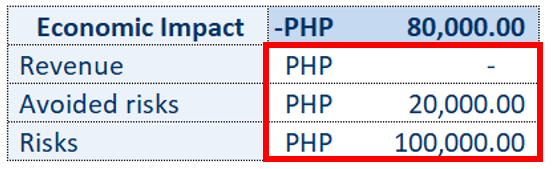 Economic Impact -PHP 80,000.00
Revenue PHP -
Avoided risks PHP 20,000.00
Risks PHP 100,000.00